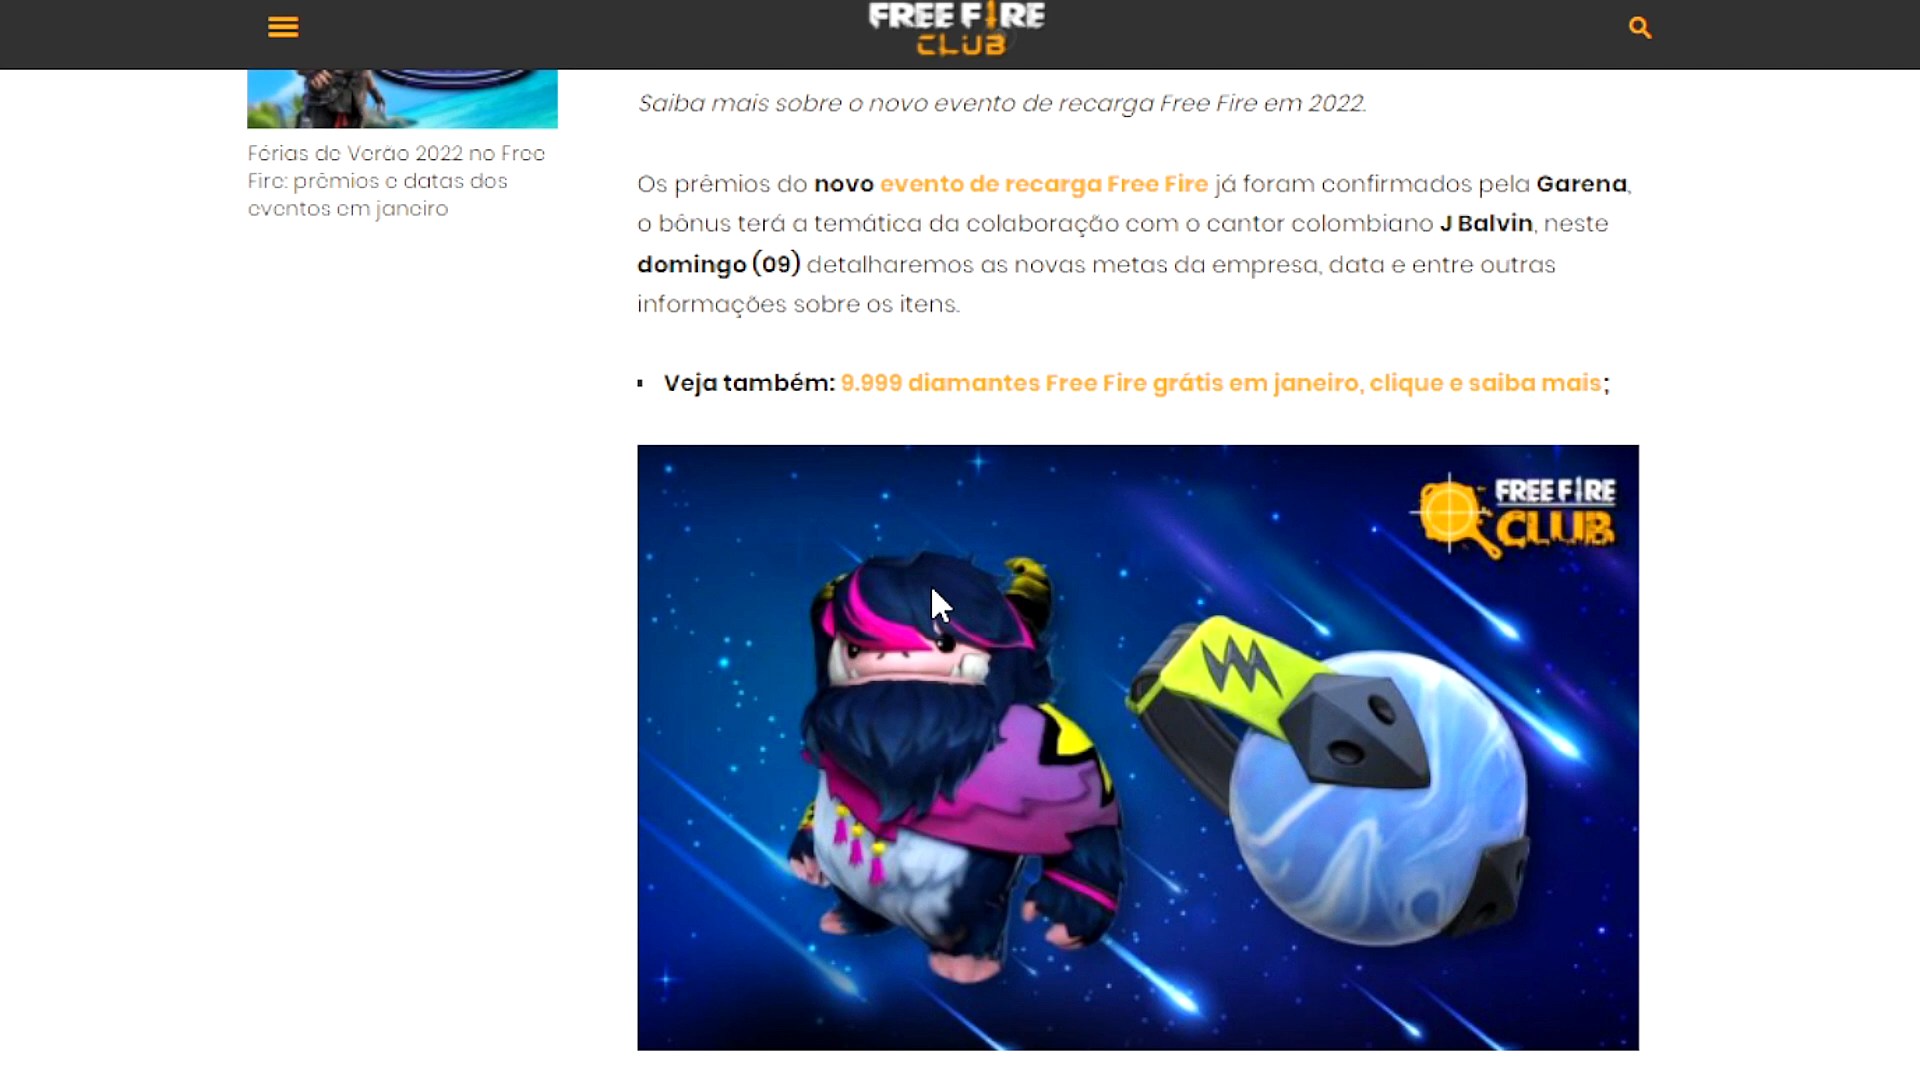 FREE FIRE
CLUB
Férias de Verão 2022 no Free
Fire: prêmios e datas dos
eventos em janeiro
Saiba mais sobre o novo evento de recarga Free Fire em 2022.
Os prêmios do novo evento de recarga Free Fire já foram confirmados pela Garena,
o bônus terá a temática da colaboração com o cantor colombiano J Balvin, neste
domingo (09) detalharemos as novas metas da empresa, data e entre outras
informações sobre os itens.
▪ Veja também: 9.999 diamantes Free Fire grátis em janeiro, clique e saiba mais;
FREE FIRE
CLUB